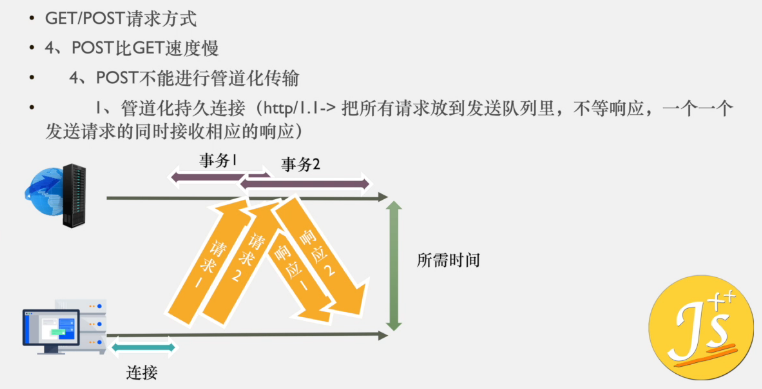 GET/POST请求方式
4、POST比GET速度慢
4、POST不能进行管道化传输
1、管道化持久连接（http/1.1-> 把所有请求放到发送队列里，不等响应，一个一个
发送请求的同时接收相应的响应）
事务1
事务2
请求1
请求2
响应1
响应2
所需时间
连接
Js++